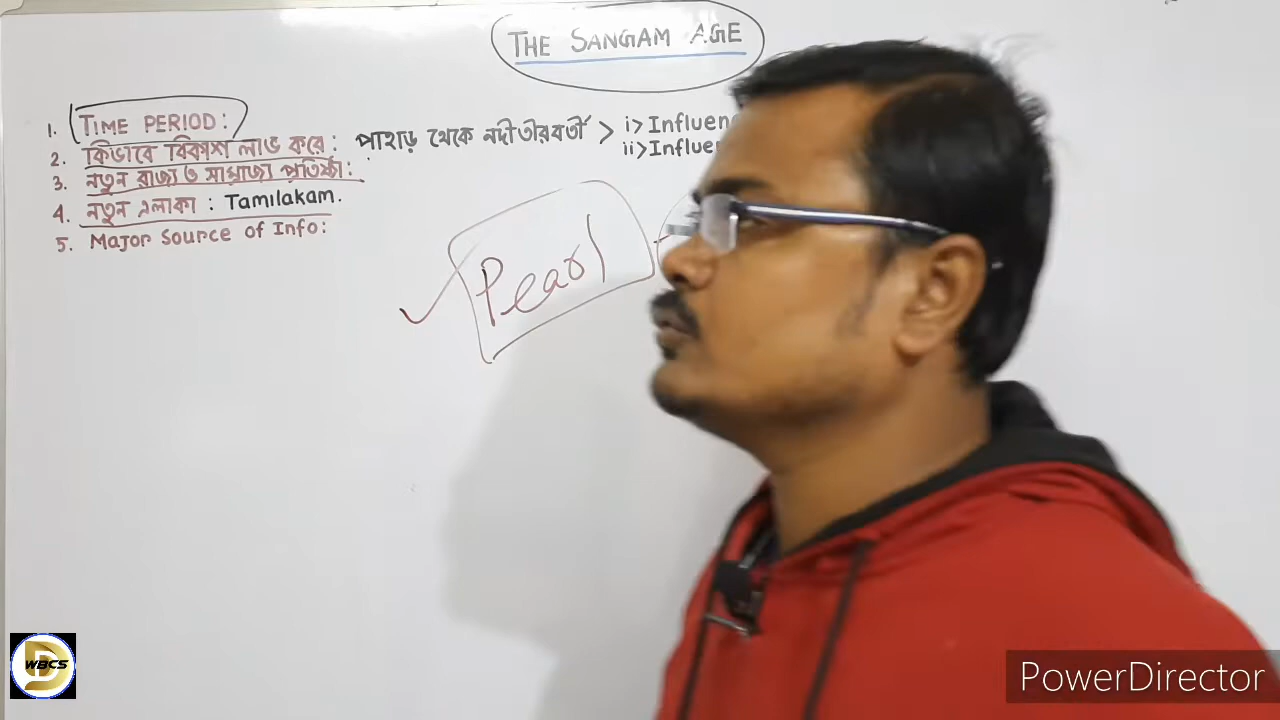 THE SANGAM AGE
1. TIME PERIOD:
2. কিভাবে বিকাশ লাভ করে : পাহাড় থেকে নদীতীরবর্তী > i> Influen
ii> Influe
3. নতুন রাজ্য ও সাম্রাজ্য প্রতিষ্ঠা:
4. নতুন এলাকা : Tamilakam.
5. Major Source of Info:
Pearl
WBCS
PowerDirector